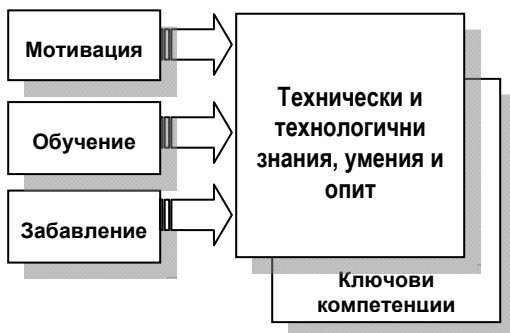 Мотивация
Обучение
Забавление
Технически и
технологични
знания, умения и
опит
Ключови
компетенции